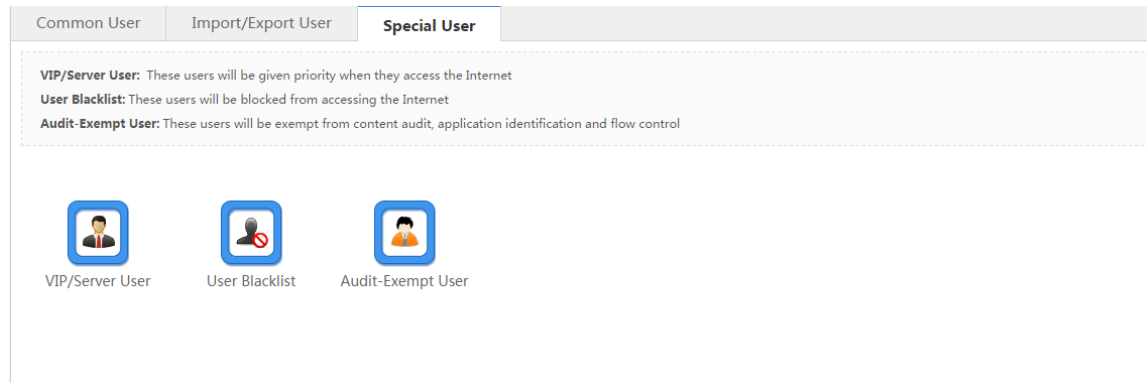 Common User Import/Export User Special User
VIP/Server User: These users will be given priority when they access the Internet
User Blacklist: These users will be blocked from accessing the Internet
Audit-Exempt User: These users will be exempt from content audit, application identification and flow control
VIP/Server User User Blacklist Audit-Exempt User